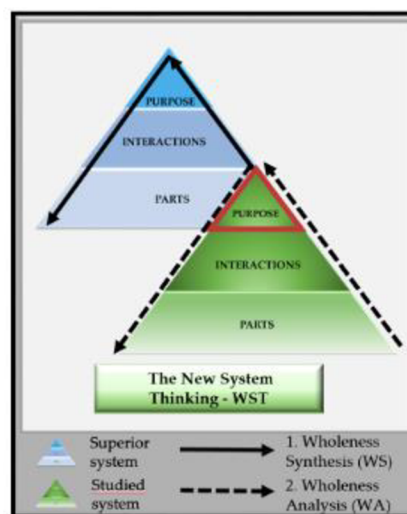 PURPOSE
INTERACTIONS
PARTS
PURPOSE
INTERACTIONS
PARTS
The New System
Thinking - WST
Superior
system
1. Wholeness
Synthesis (WS)
Studied
system
2. Wholeness
Analysis (WA)